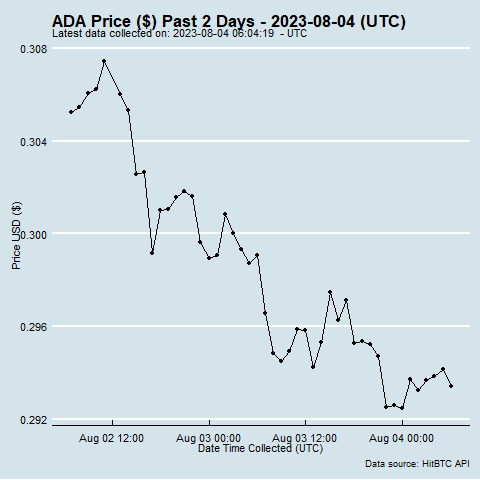 ADA Price ($) Past 2 Days - 2023-08-04 (UTC)
Latest data collected on: 2023-08-04 06:04:19  - UTC
0.308
0.304
0.300
0.296
0.292
Price USD ($)
Aug 02 12:00
Aug 03 00:00
Aug 03 12:00
Aug 04 00:00
Date Time Collected (UTC)
Data source: HitBTC API